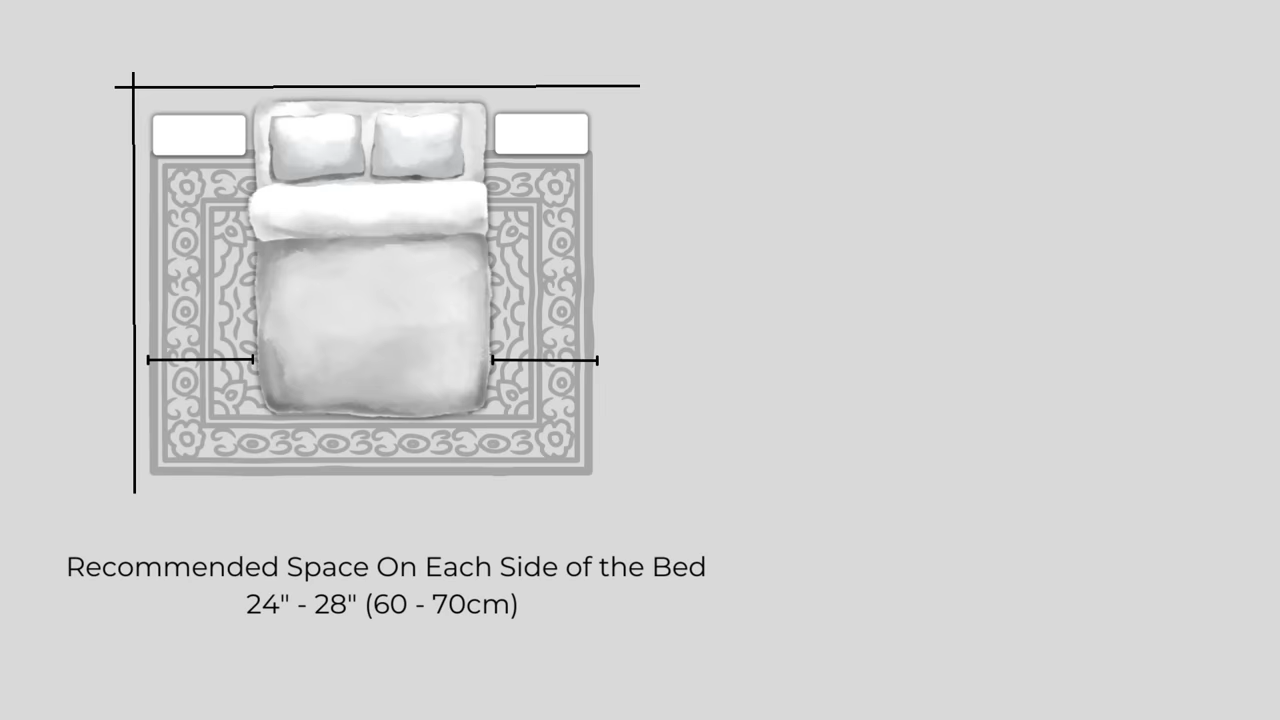 Recommended Space On Each Side of the Bed
24" - 28" (60 - 70cm)